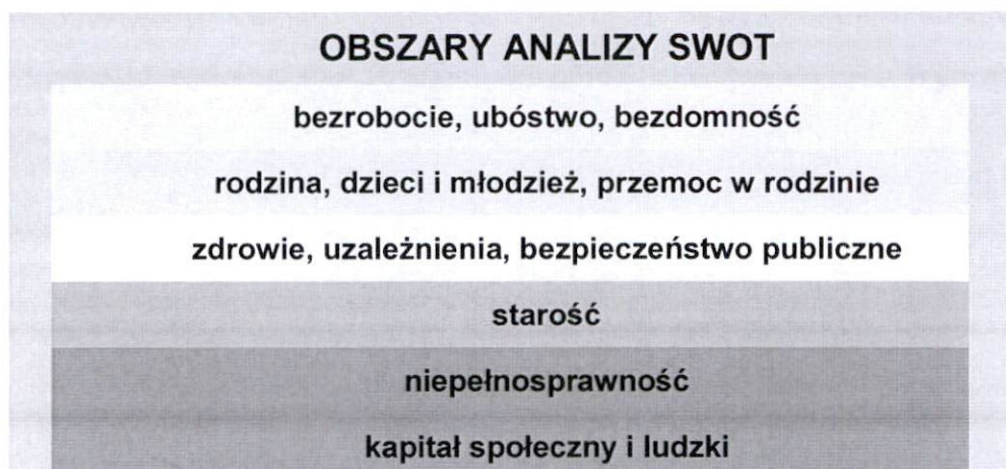 OBSZARY ANALIZY SWOT
bezrobocie, ubóstwo, bezdomność
rodzina, dzieci i młodzież, przemoc w rodzinie
zdrowie, uzależnienia, bezpieczeństwo publiczne
starość
niepełnosprawność
kapitał społeczny i ludzki